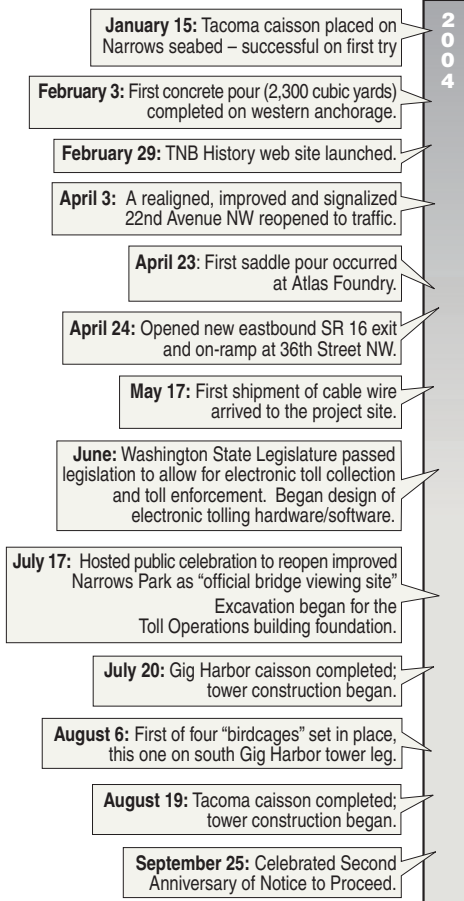 2
0
0
4
January 15: Tacoma caisson placed on
Narrows seabed – successful on first try
February 3: First concrete pour (2,300 cubic yards)
completed on western anchorage.
February 29: TNB History web site launched.
April 3: A realigned, improved and signalized
22nd Avenue NW reopened to traffic.
April 23: First saddle pour occurred
at Atlas Foundry.
April 24: Opened new eastbound SR 16 exit
and on-ramp at 36th Street NW.
May 17: First shipment of cable wire
arrived to the project site.
June: Washington State Legislature passed
legislation to allow for electronic toll collection
and toll enforcement. Began design of
electronic tolling hardware/software.
July 17: Hosted public celebration to reopen improved
Narrows Park as “official bridge viewing site”
Excavation began for the
Toll Operations building foundation.
July 20: Gig Harbor caisson completed;
tower construction began.
August 6: First of four “birdcages” set in place,
this one on south Gig Harbor tower leg.
August 19: Tacoma caisson completed;
tower construction began.
September 25: Celebrated Second
Anniversary of Notice to Proceed.